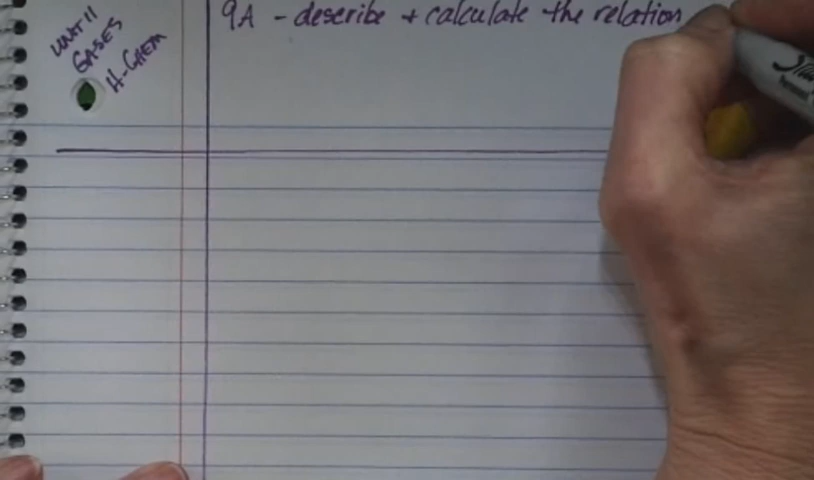 UNIT 11
GASES
H-CHEM
9A - describe + calculate the relation